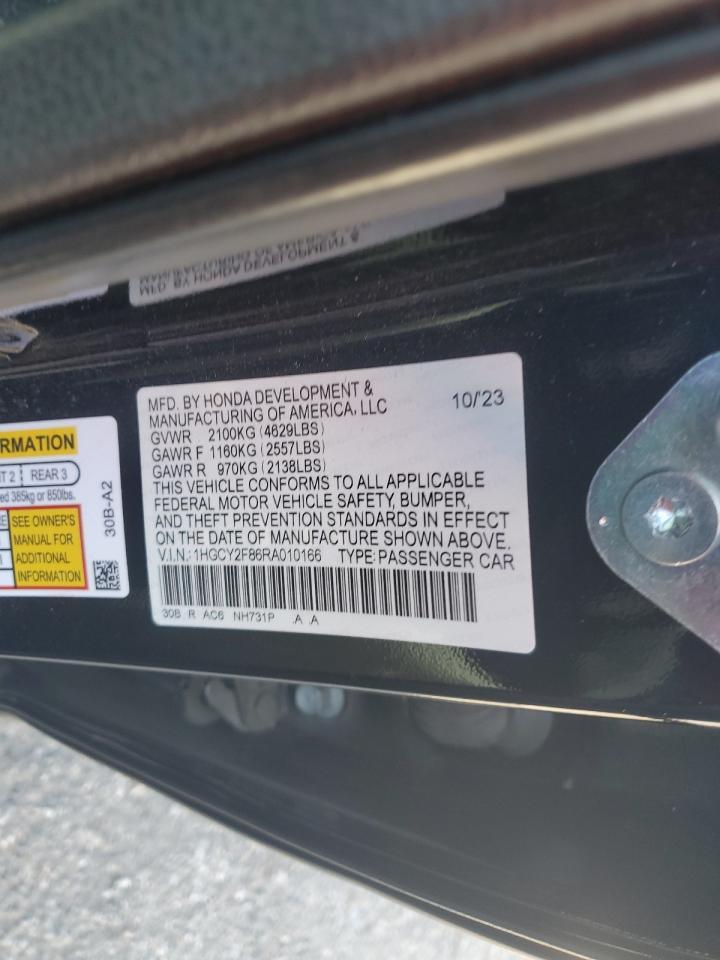 MFD. BY HONDA DEVELOPMENT &
MANUFACTURING OF AMERICA, LLC 10/'23
GVWR 2100KG (4629LBS)
GAWR F 1160KG (2557LBS)
GAWR R 970KG (2138LBS)
THIS VEHICLE CONFORMS TO ALL APPLICABLE
FEDERAL MOTOR VEHICLE SAFETY, BUMPER,
AND THEFT PREVENTION STANDARDS IN EFFECT
ON THE DATE OF MANUFACTURE SHOWN ABOVE.
V.I.N.: 1HGCY2F86RA010166 TYPE: PASSENGER CAR
30B R AC6 NH731P .A .A
REAR 3
385kg or 850lbs.
SEE OWNER'S
MANUAL FOR
ADDITIONAL
INFORMATION
30B-A2